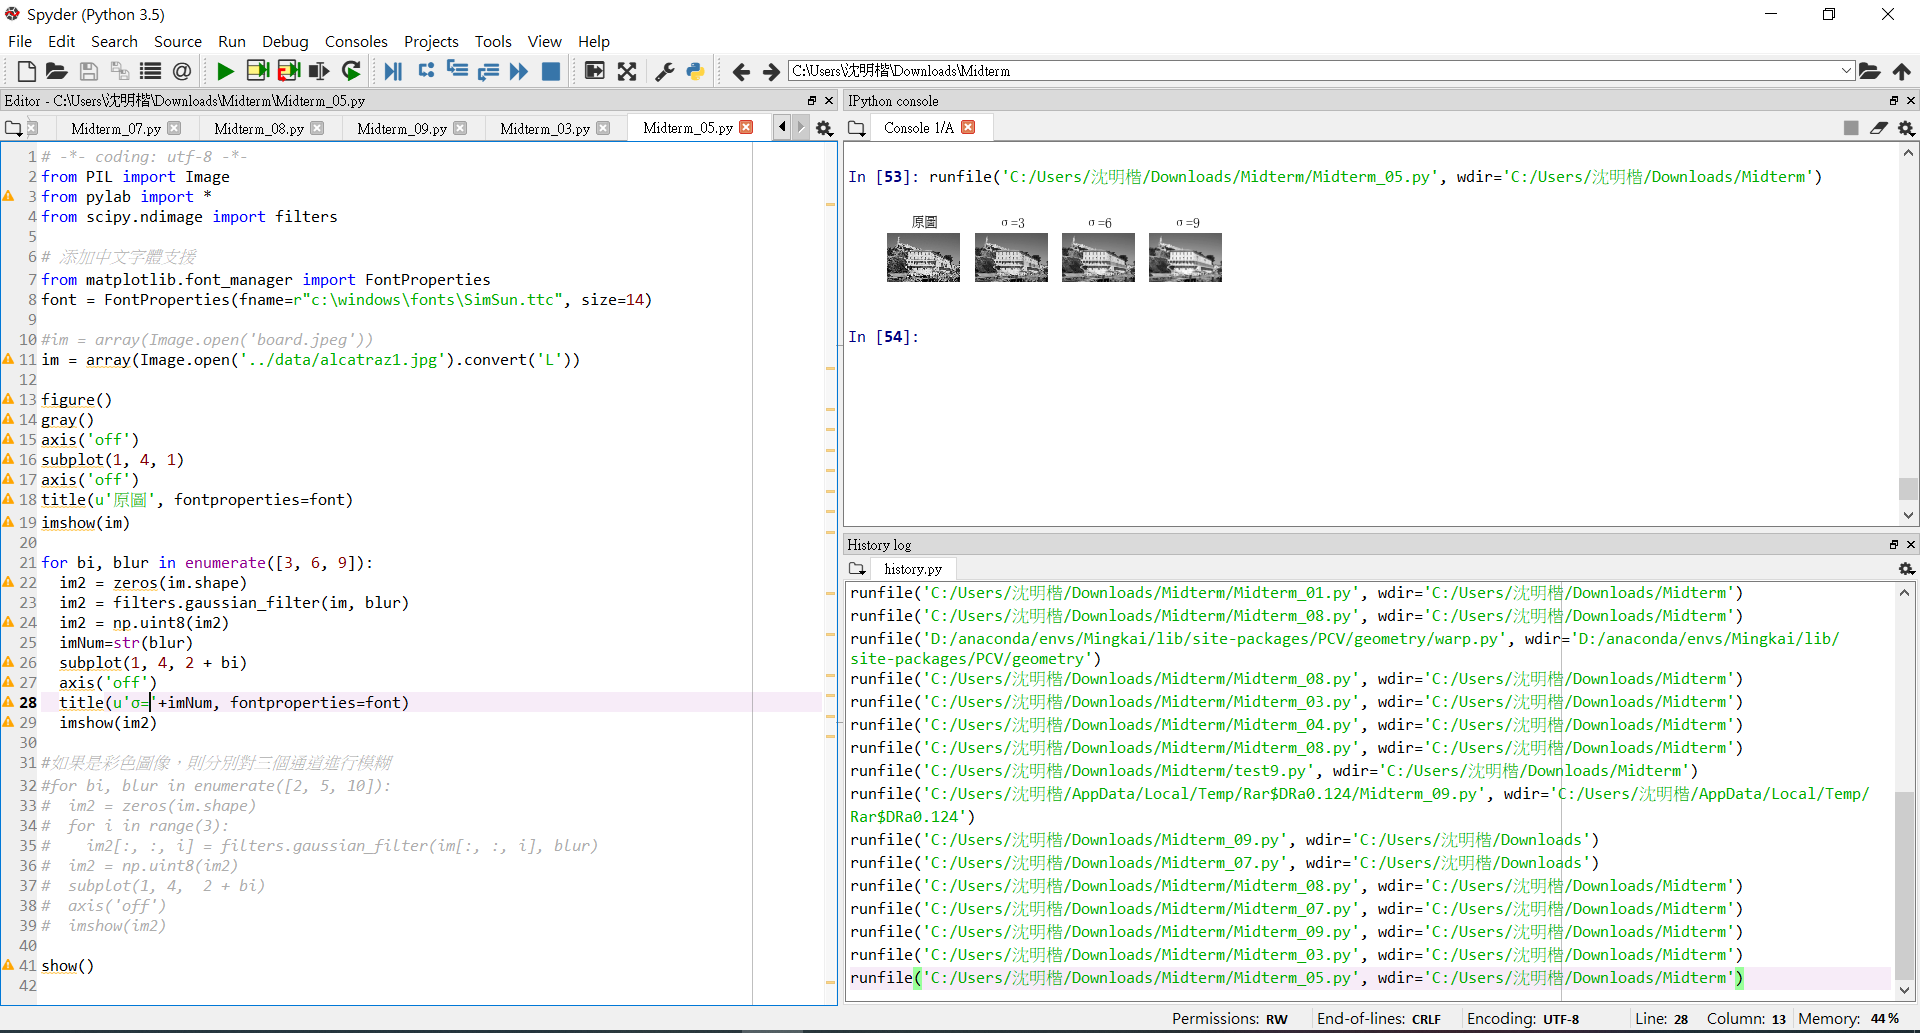 Spyder (Python 3.5)
File Edit Search Source Run Debug Consoles Projects Tools View Help
C:\Users\沈明楷\Downloads\Midterm
Editor - C:\Users\沈明楷\Downloads\Midterm\Midterm_05.py
Midterm_07.py Midterm_08.py Midterm_09.py Midterm_03.py Midterm_05.py
1 # -*- coding: utf-8 -*-
2 from PIL import Image
3 from pylab import *
4 from scipy.ndimage import filters
5
6 # 添加中文字體支援
7 from matplotlib.font_manager import FontProperties
8 font = FontProperties(fname=r"c:\windows\fonts\SimSun.ttc", size=14)
9
10 #im = array(Image.open('board.jpeg'))
11 im = array(Image.open('../data/alcatraz1.jpg').convert('L'))
12
13 figure()
14 gray()
15 axis('off')
16 subplot(1, 4, 1)
17 axis('off')
18 title(u'原圖', fontproperties=font)
19 imshow(im)
20
21 for bi, blur in enumerate([3, 6, 9]):
22   im2 = zeros(im.shape)
23   im2 = filters.gaussian_filter(im, blur)
24   im2 = np.uint8(im2)
25   imNum=str(blur)
26   subplot(1, 4, 2 + bi)
27   axis('off')
28   title(u'σ='+imNum, fontproperties=font)
29   imshow(im2)
30
31 #如果是彩色圖像，則分別對三個通道進行模糊
32 #for bi, blur in enumerate([2, 5, 10]):
33 #  im2 = zeros(im.shape)
34 #  for i in range(3):
35 #    im2[:, :, i] = filters.gaussian_filter(im[:, :, i], blur)
36 #  im2 = np.uint8(im2)
37 #  subplot(1, 4,  2 + bi)
38 #  axis('off')
39 #  imshow(im2)
40
41 show()
42
IPython console
Console 1/A
In [53]: runfile('C:/Users/沈明楷/Downloads/Midterm/Midterm_05.py', wdir='C:/Users/沈明楷/Downloads/Midterm')
原圖 σ=3 σ=6 σ=9
In [54]:
History log
history.py
runfile('C:/Users/沈明楷/Downloads/Midterm/Midterm_01.py', wdir='C:/Users/沈明楷/Downloads/Midterm')
runfile('C:/Users/沈明楷/Downloads/Midterm/Midterm_08.py', wdir='C:/Users/沈明楷/Downloads/Midterm')
runfile('D:/anaconda/envs/Mingkai/lib/site-packages/PCV/geometry/warp.py', wdir='D:/anaconda/envs/Mingkai/lib/
site-packages/PCV/geometry')
runfile('C:/Users/沈明楷/Downloads/Midterm/Midterm_08.py', wdir='C:/Users/沈明楷/Downloads/Midterm')
runfile('C:/Users/沈明楷/Downloads/Midterm/Midterm_03.py', wdir='C:/Users/沈明楷/Downloads/Midterm')
runfile('C:/Users/沈明楷/Downloads/Midterm/Midterm_04.py', wdir='C:/Users/沈明楷/Downloads/Midterm')
runfile('C:/Users/沈明楷/Downloads/Midterm/Midterm_08.py', wdir='C:/Users/沈明楷/Downloads/Midterm')
runfile('C:/Users/沈明楷/Downloads/Midterm/test9.py', wdir='C:/Users/沈明楷/Downloads/Midterm')
runfile('C:/Users/沈明楷/AppData/Local/Temp/Rar$DRa0.124/Midterm_09.py', wdir='C:/Users/沈明楷/AppData/Local/Temp/
Rar$DRa0.124')
runfile('C:/Users/沈明楷/Downloads/Midterm_09.py', wdir='C:/Users/沈明楷/Downloads')
runfile('C:/Users/沈明楷/Downloads/Midterm_07.py', wdir='C:/Users/沈明楷/Downloads')
runfile('C:/Users/沈明楷/Downloads/Midterm/Midterm_08.py', wdir='C:/Users/沈明楷/Downloads/Midterm')
runfile('C:/Users/沈明楷/Downloads/Midterm/Midterm_07.py', wdir='C:/Users/沈明楷/Downloads/Midterm')
runfile('C:/Users/沈明楷/Downloads/Midterm/Midterm_09.py', wdir='C:/Users/沈明楷/Downloads/Midterm')
runfile('C:/Users/沈明楷/Downloads/Midterm/Midterm_03.py', wdir='C:/Users/沈明楷/Downloads/Midterm')
runfile('C:/Users/沈明楷/Downloads/Midterm/Midterm_05.py', wdir='C:/Users/沈明楷/Downloads/Midterm')
Permissions: RW End-of-lines: CRLF Encoding: UTF-8 Line: 28 Column: 13 Memory: 44 %